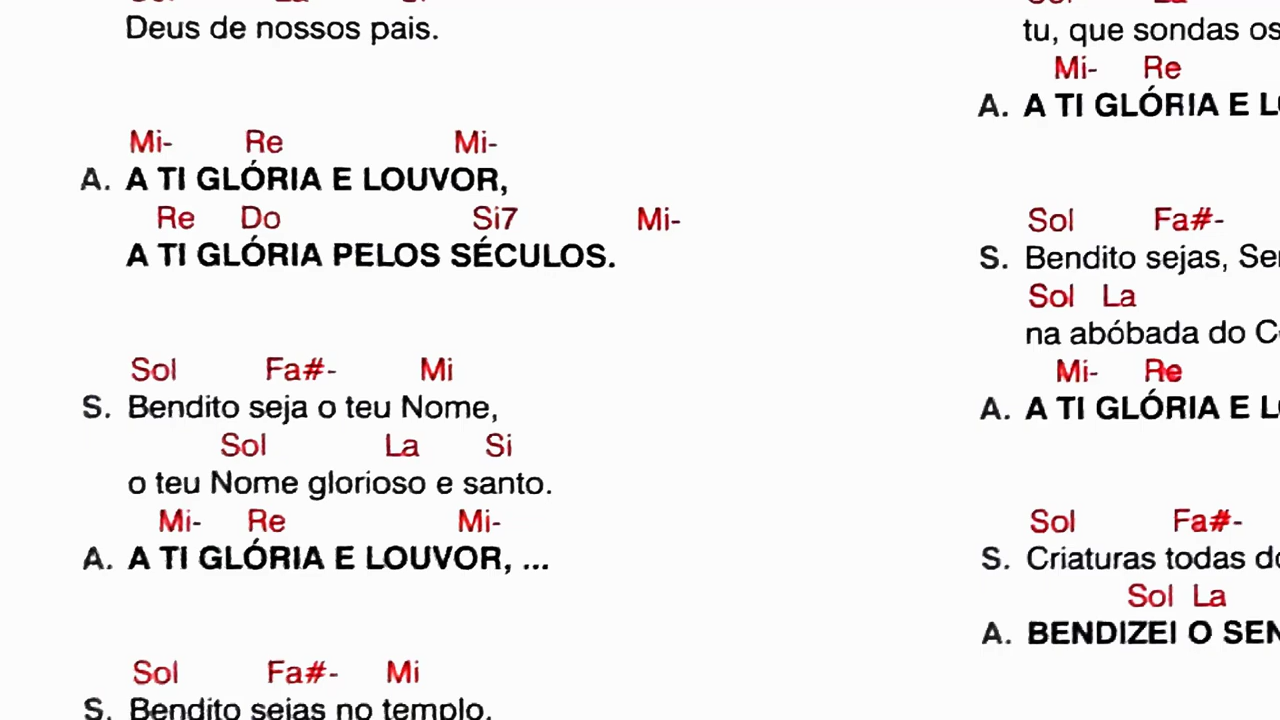 Deus de nossos pais.
Mi- Re Mi-
A. A TI GLÓRIA E LOUVOR,
Re Do Si7 Mi-
A TI GLÓRIA PELOS SÉCULOS.
Sol Fa#- Mi
S. Bendito seja o teu Nome,
Sol La Si
o teu Nome glorioso e santo.
Mi- Re Mi-
A. A TI GLÓRIA E LOUVOR, ...
Sol Fa#- Mi
S. Bendito sejas no templo,
tu, que sondas os
Mi- Re
A. A TI GLÓRIA E
Sol Fa#-
S. Bendito sejas,
Sol La
na abóbada do
Mi- Re
A. A TI GLÓRIA E
Sol Fa#-
S. Criaturas todas
Sol La
A. BENDIZEI O